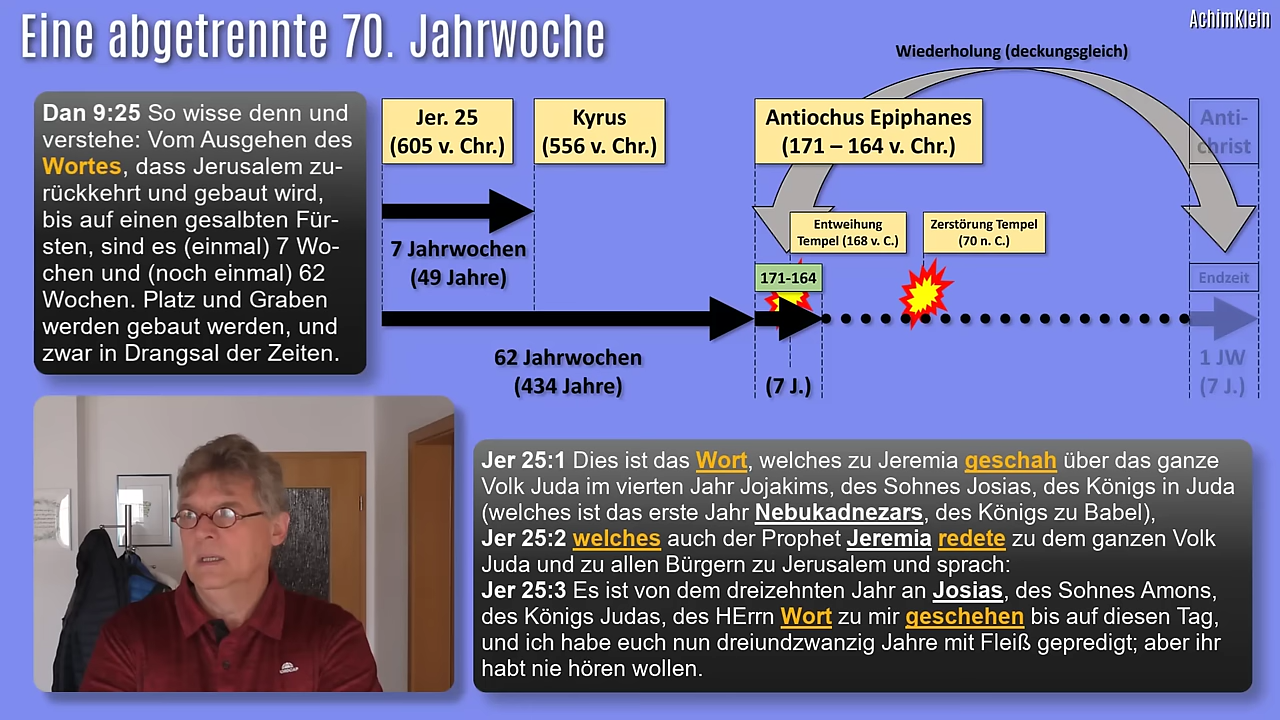 Eine abgetrennte 70. Jahrwoche
AchimKlein
Wiederholung (deckungsgleich)
Dan 9:25 So wisse denn und
verstehe: Vom Ausgehen des
Wortes, dass Jerusalem zu-
rückkehrt und gebaut wird,
bis auf einen gesalbten Für-
sten, sind es (einmal) 7 Wo-
chen und (noch einmal) 62
Wochen. Platz und Graben
werden gebaut werden, und
zwar in Drangsal der Zeiten.
Jer. 25
(605 v. Chr.)
Kyrus
(556 v. Chr.)
Antiochus Epiphanes
(171 – 164 v. Chr.)
Anti-
christ
Entweihung
Tempel (168 v. C.)
Zerstörung Tempel
(70 n. C.)
7 Jahrwochen
(49 Jahre)
171-164
Endzeit
62 Jahrwochen
(434 Jahre)
(7 J.)
1 JW
(7 J.)
Jer 25:1 Dies ist das Wort, welches zu Jeremia geschah über das ganze
Volk Juda im vierten Jahr Jojakims, des Sohnes Josias, des Königs in Juda
(welches ist das erste Jahr Nebukadnezars, des Königs zu Babel),
Jer 25:2 welches auch der Prophet Jeremia redete zu dem ganzen Volk
Juda und zu allen Bürgern zu Jerusalem und sprach:
Jer 25:3 Es ist von dem dreizehnten Jahr an Josias, des Sohnes Amons,
des Königs Judas, des HErrn Wort zu mir geschehen bis auf diesen Tag,
und ich habe euch nun dreiundzwanzig Jahre mit Fleiß gepredigt; aber ihr
habt nie hören wollen.